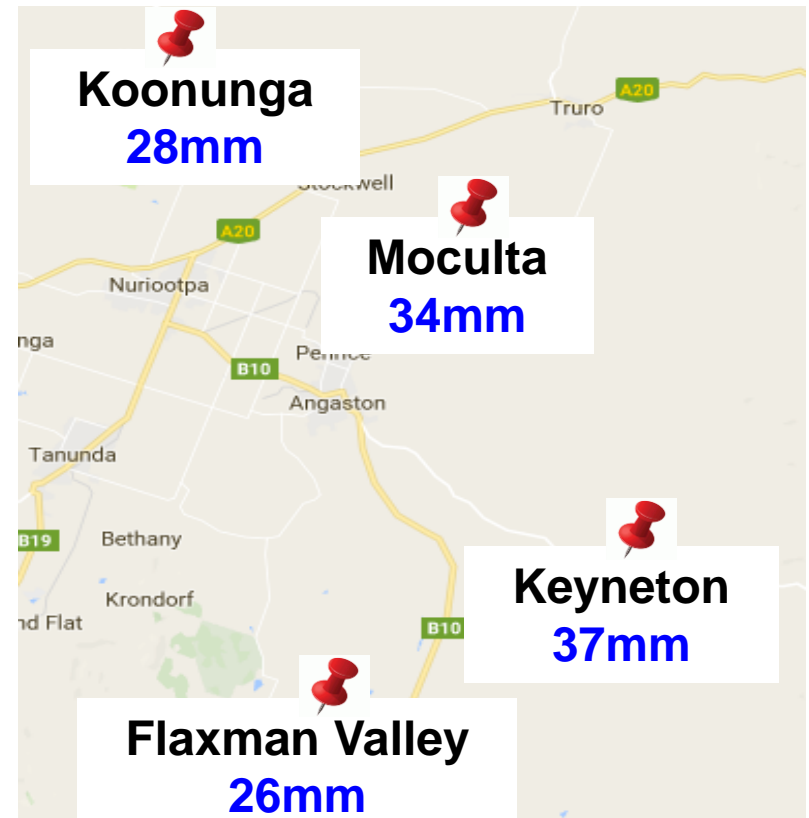 Koonunga
28mm
A20
Truro
Stockwell
Moculta
34mm
A20
Nuriootpa
nga
Penrice
B10
Angaston
Tanunda
B19
Bethany
Keyneton
37mm
Krondorf
nd Flat
B10
Flaxman Valley
26mm